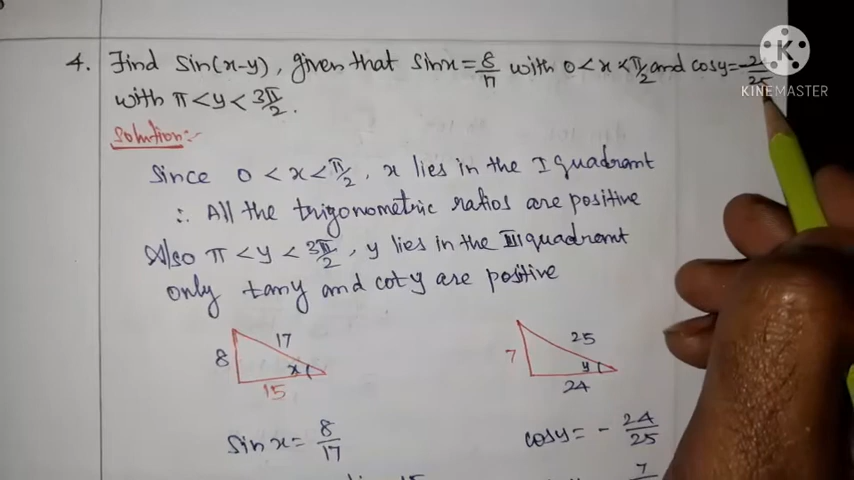 4. Find sin(x-y), given that sinx = 8/17 with 0 < x < π/2 and cosy = -24/25
KINEMASTER
with π < y < 3π/2.
Solution:-
Since 0 < x < π/2, x lies in the I quadrant
∴ All the trigonometric ratios are positive
Also π < y < 3π/2, y lies in the III quadrant
only tany and coty are positive
17 25
8 x 7 y
15 24
sinx = 8/17 cosy = - 24/25
15 7